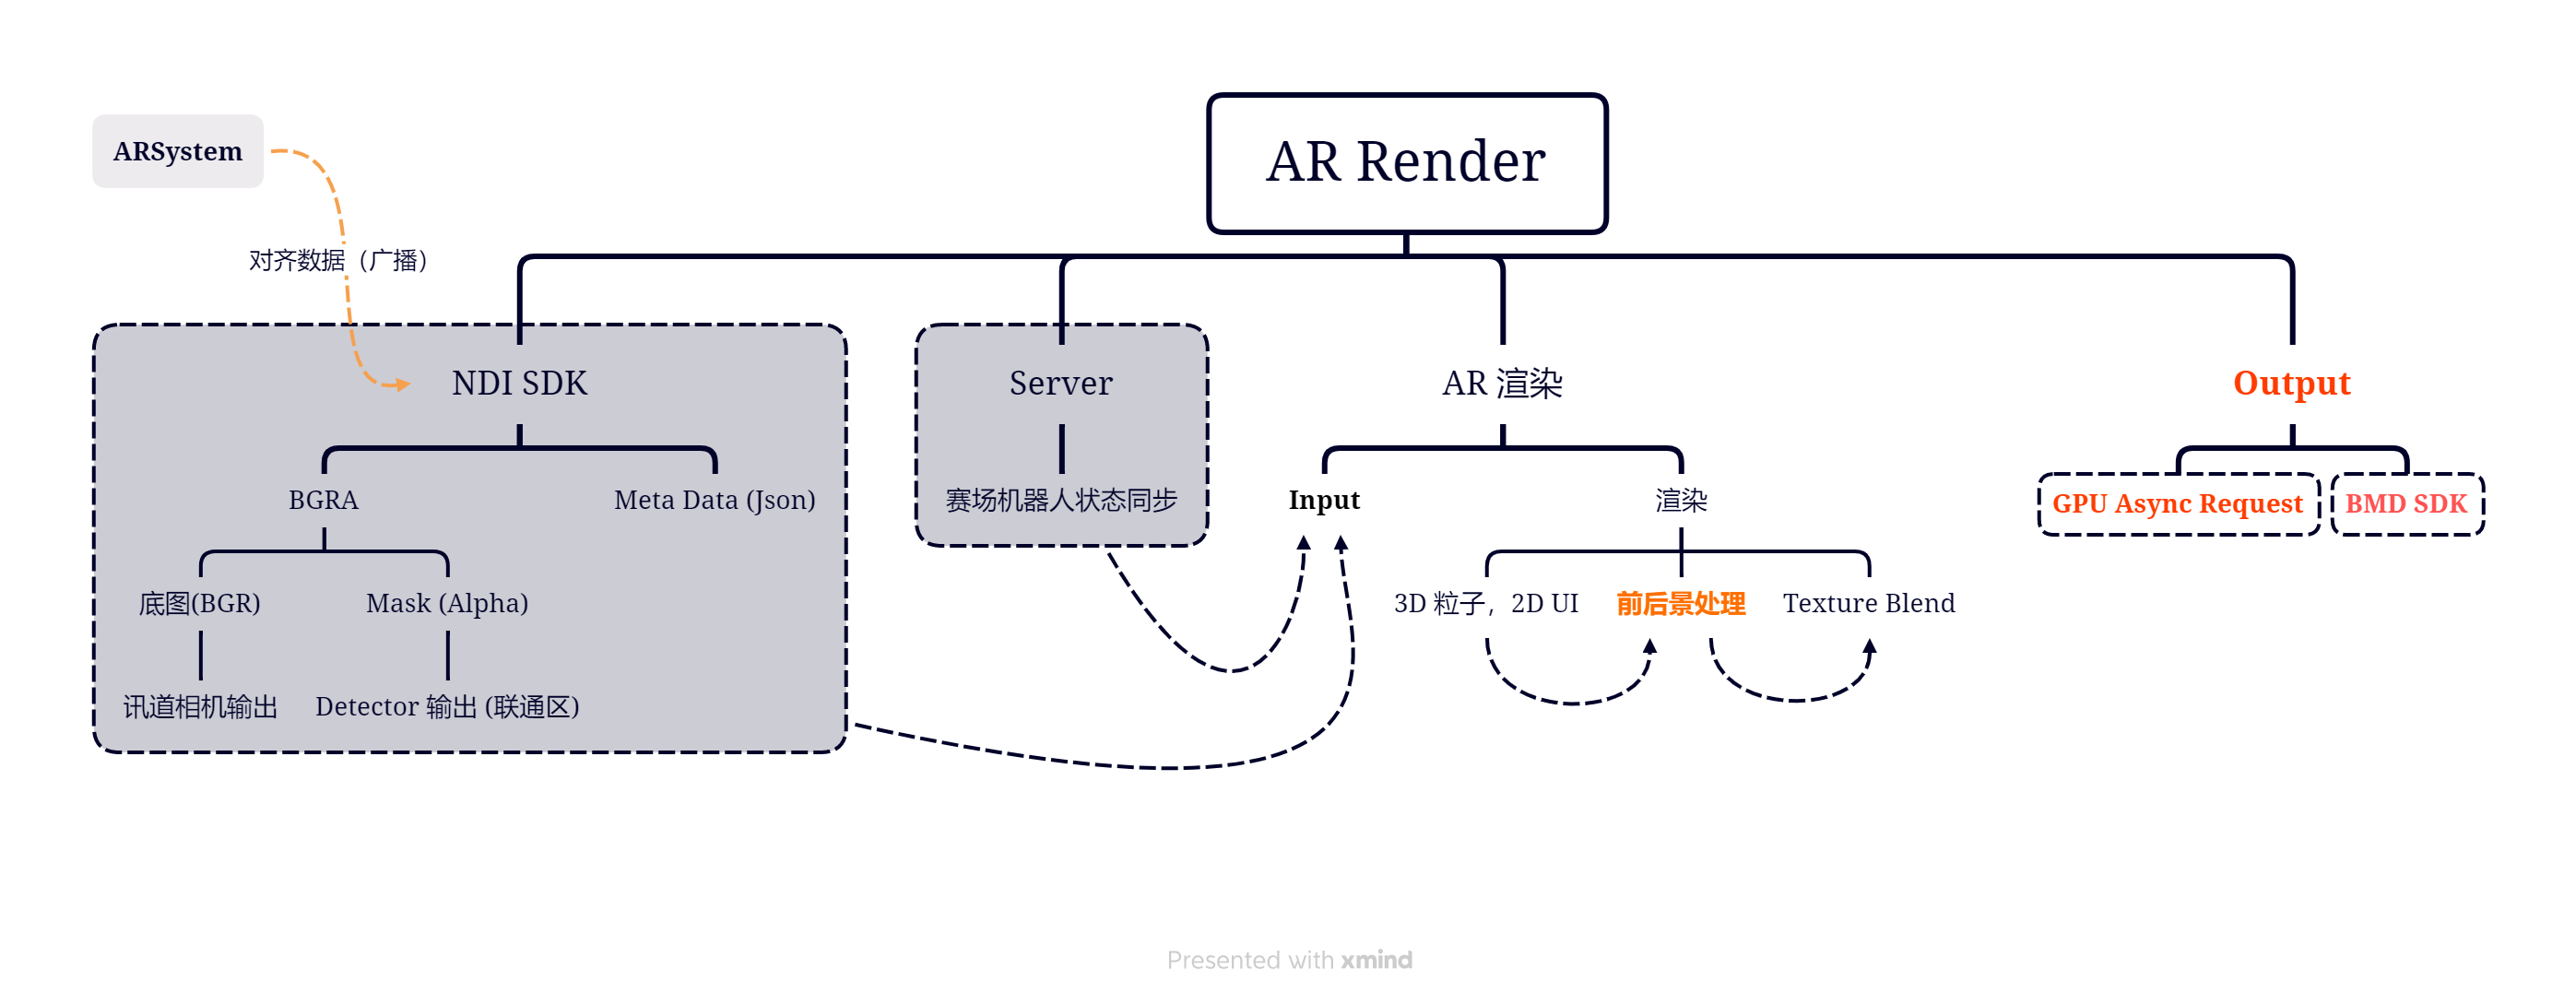 AR Render
ARSystem
对齐数据（广播）
NDI SDK
Server
AR 渲染
Output
BGRA
Meta Data (Json)
赛场机器人状态同步
Input
渲染
GPU Async Request
BMD SDK
底图(BGR)
Mask (Alpha)
3D 粒子，2D UI
前后景处理
Texture Blend
讯道相机输出
Detector 输出 (联通区)
Presented with xmind